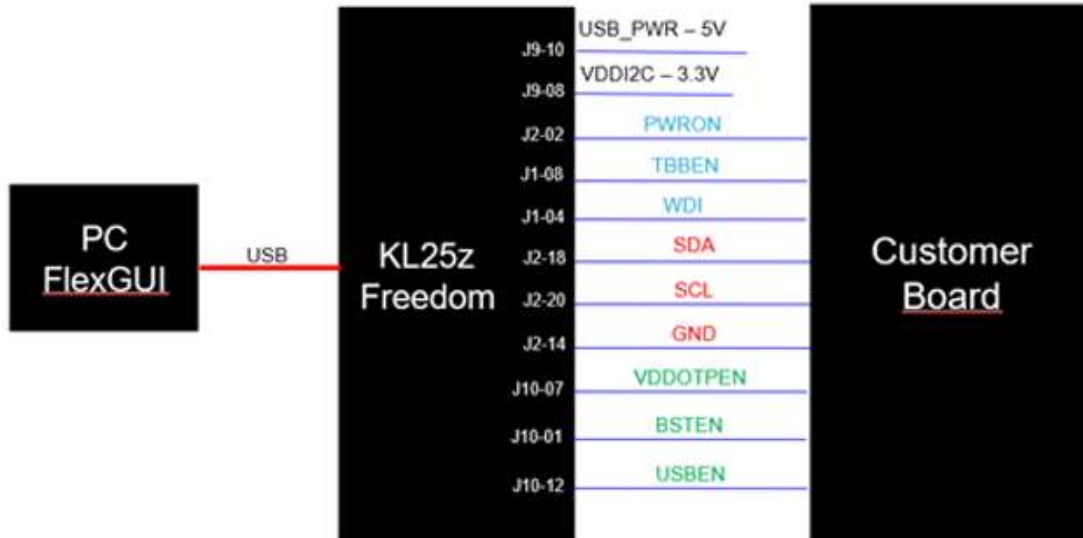 USB_PWR – 5V
J9-10
VDDI2C – 3.3V
J9-08
PWRON
J2-02
TBBEN
J1-08
WDI
J1-04
SDA
J2-18
SCL
J2-20
GND
J2-14
VDDOTPEN
J10-07
BSTEN
J10-01
USBEN
J10-12
PC
FlexGUI
USB
KL25z
Freedom
Customer
Board